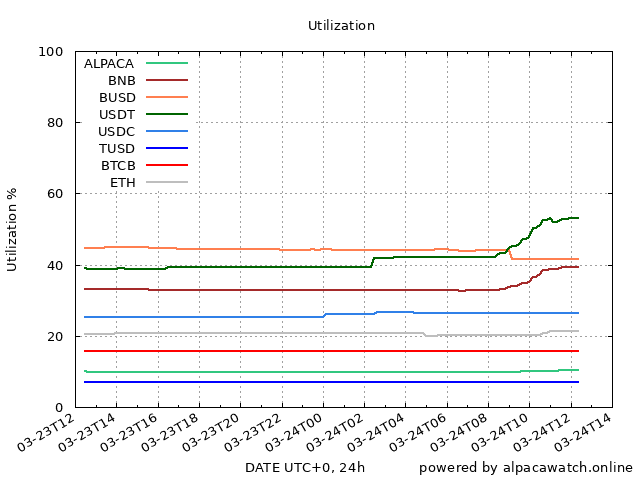 Utilization
100
80
60
40
20
0
Utilization %
ALPACA
BNB
BUSD
USDT
USDC
TUSD
BTCB
ETH
03-23T12
03-23T14
03-23T16
03-23T18
03-23T20
03-23T22
03-24T00
03-24T02
03-24T04
03-24T06
03-24T08
03-24T10
03-24T12
03-24T14
DATE UTC+0, 24h
powered by alpacawatch.online